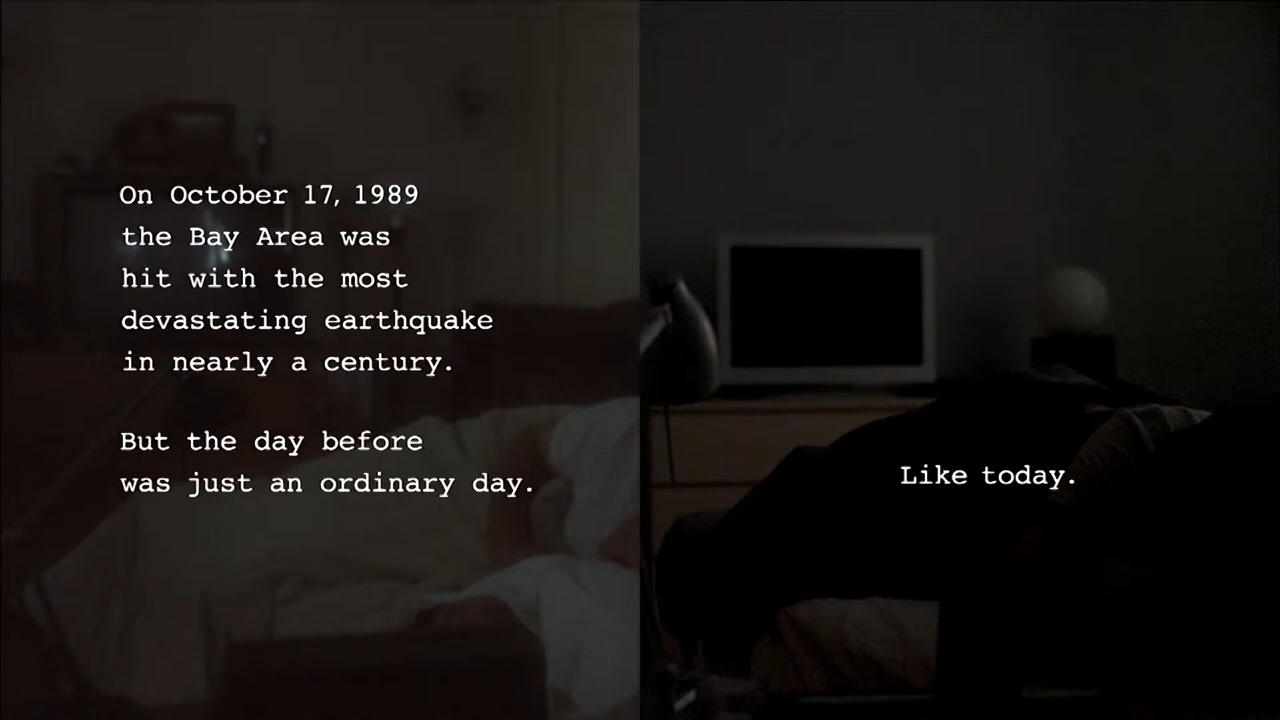 On October 17, 1989
the Bay Area was
hit with the most
devastating earthquake
in nearly a century.
But the day before
was just an ordinary day.
Like today.